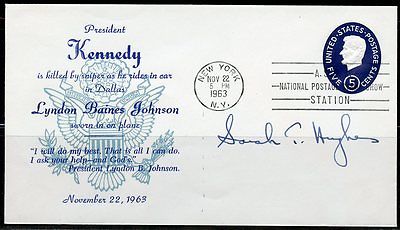 President
Kennedy
is killed by sniper as he rides in car
in Dallas
Lyndon Baines Johnson
sworn in on plane
"I will do my best. That is all I can do.
I ask your help—and God's."
President Lyndon B. Johnson.
November 22, 1963
NEW YORK
NOV 22
6 PM
1963
N.Y.
A.
NATIONAL POSTAGE
STATION
UNITED·STATES·POSTAGE
FIVE 5 CENTS
Sarah T. Hughes